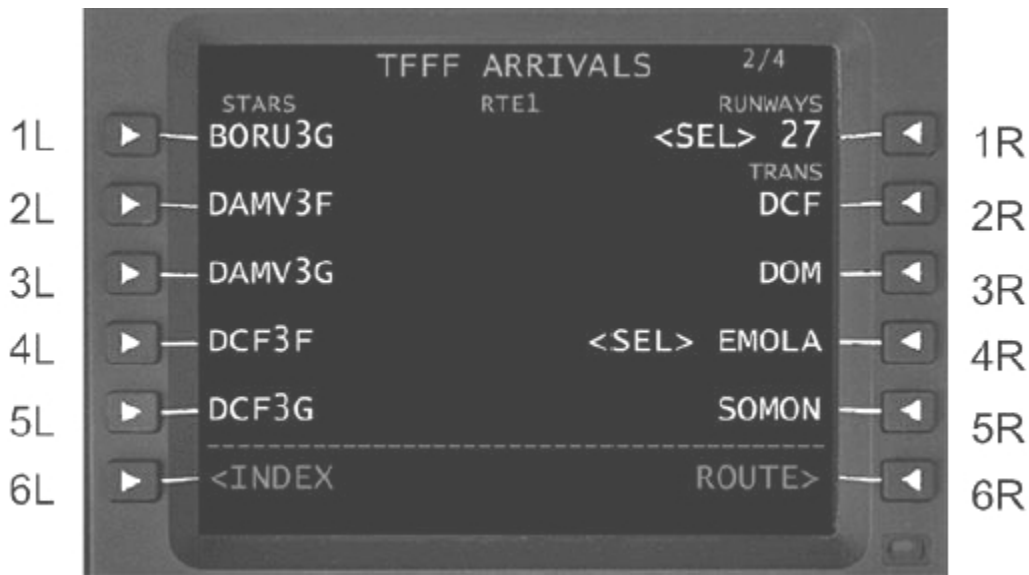 TFFF ARRIVALS 2/4
STARS RTE1 RUNWAYS
1L BORU3G <SEL> 27 1R
TRANS
2L DAMV3F DCF 2R
3L DAMV3G DOM 3R
4L DCF3F <SEL> EMOLA 4R
5L DCF3G SOMON 5R
6L <INDEX ROUTE> 6R